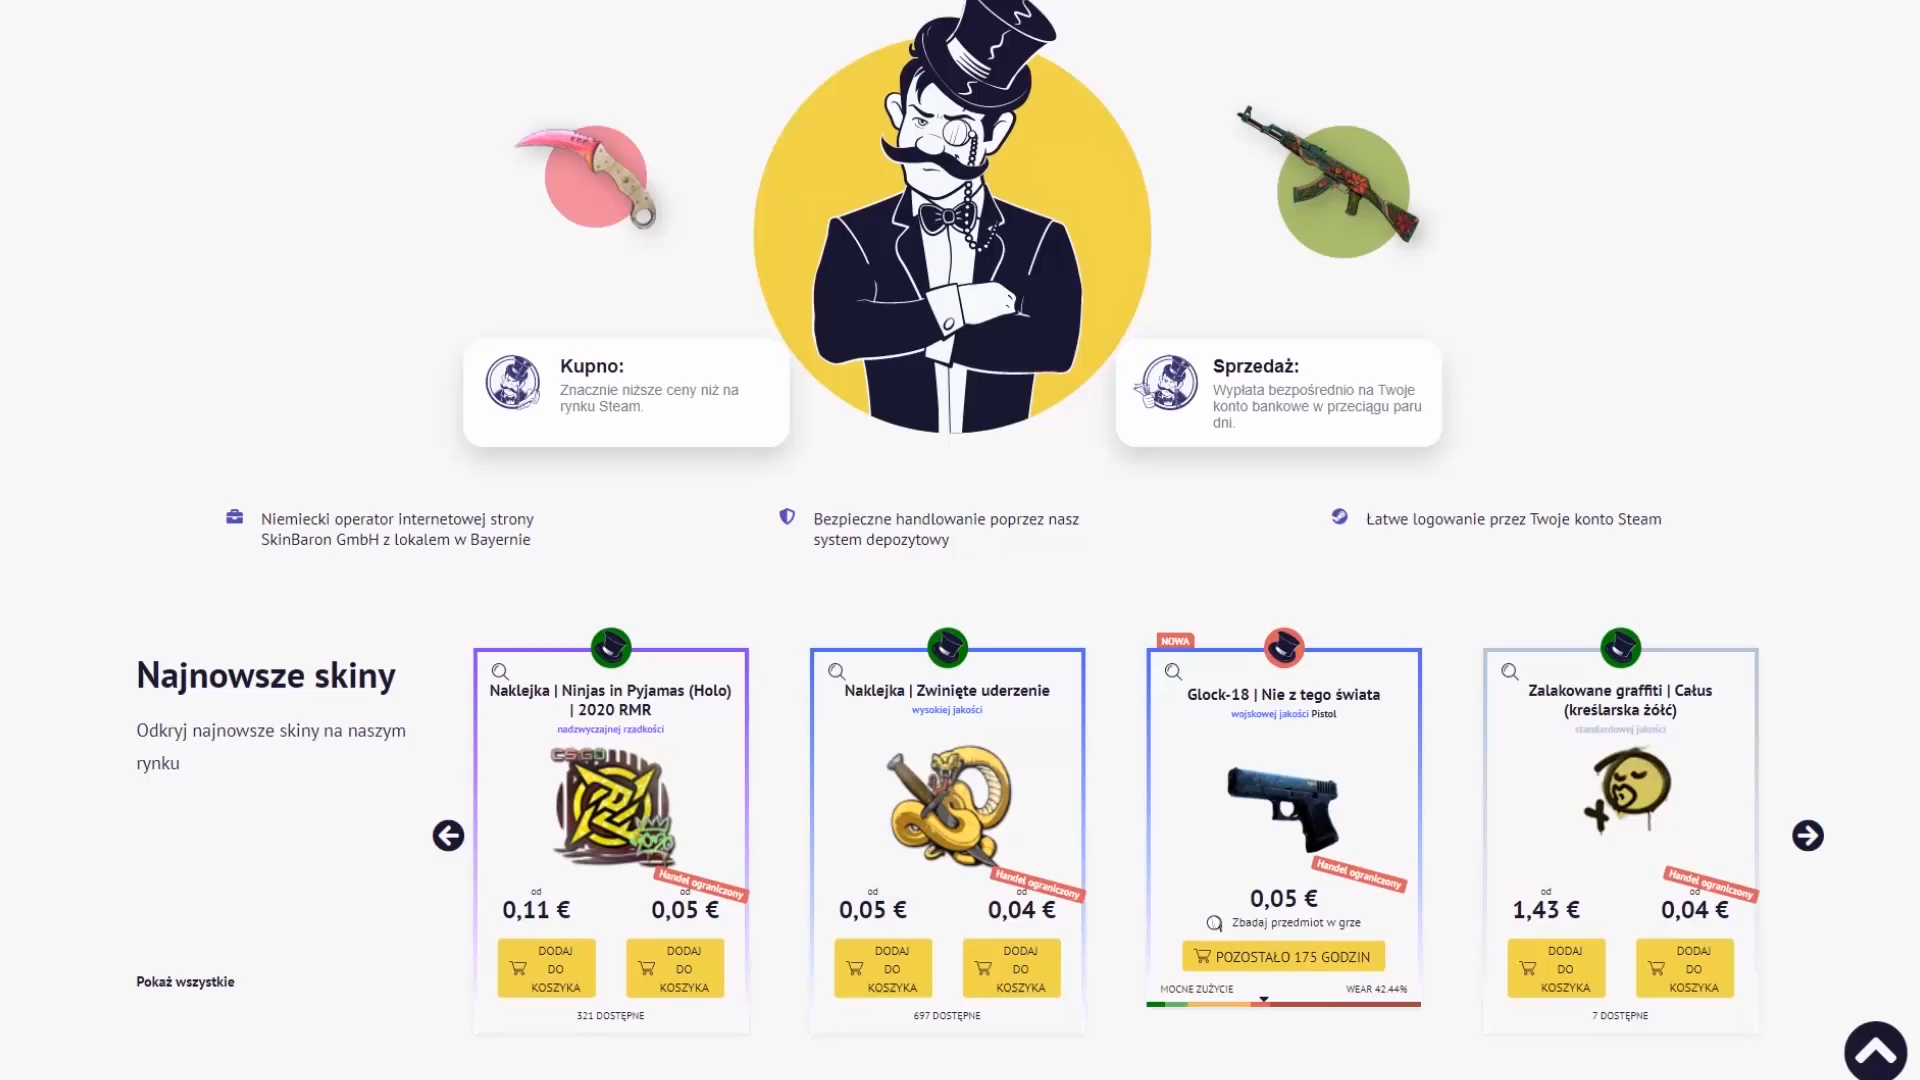 Kupno:
Znacznie niższe ceny niż na
rynku Steam.
Sprzedaż:
Wypłata bezpośrednio na Twoje
konto bankowe w przeciągu paru
dni.
Niemiecki operator internetowej strony
SkinBaron GmbH z lokalem w Bayernie
Bezpieczne handlowanie poprzez nasz
system depozytowy
Łatwe logowanie przez Twoje konto Steam
Najnowsze skiny
Odkryj najnowsze skiny na naszym
rynku
Pokaż wszystkie
Naklejka | Ninjas in Pyjamas (Holo)
| 2020 RMR
nadzwyczajnej rzadkości
CS:GO
2020
Handel ograniczony
od
0,11 €
od
0,05 €
DODAJ
DO
KOSZYKA
DODAJ
DO
KOSZYKA
321 DOSTĘPNE
Naklejka | Zwinięte uderzenie
wysokiej jakości
Handel ograniczony
od
0,05 €
od
0,04 €
DODAJ
DO
KOSZYKA
DODAJ
DO
KOSZYKA
697 DOSTĘPNE
NOWA
Glock-18 | Nie z tego świata
wojskowej jakości Pistol
Handel ograniczony
0,05 €
Zbadaj przedmiot w grze
POZOSTAŁO 175 GODZIN
MOCNE ZUŻYCIE
WEAR 42.44%
Zalakowane graffiti | Całus
(kreślarska żółć)
standardowej jakości
Handel ograniczony
od
1,43 €
od
0,04 €
DODAJ
DO
KOSZYKA
DODAJ
DO
KOSZYKA
7 DOSTĘPNE